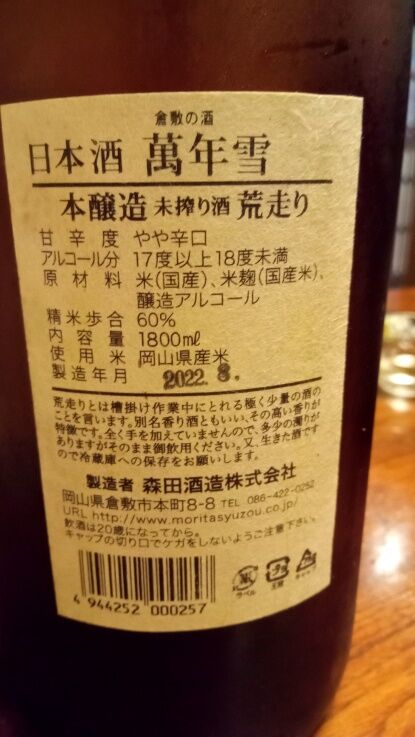 倉敷の酒
日本酒 萬年雪
本醸造 未搾り酒 荒走り
甘辛度 やや辛口
アルコール分 17度以上18度未満
原材料 米(国産)、米麹(国産米)、
醸造アルコール
精米歩合 60%
内容量 1800mℓ
使用米 岡山県産米
製造年月 2022. 8.
荒走りとは槽掛け作業中にとれる極く少量の酒の
ことを言います。別名香り酒ともいい、その高い香りが
特徴です。全く手を加えていませんので、多少の濁りが
ありますがそのまま御飲用ください。又、生きた酒です
ので冷蔵庫への保存をお願いします。
製造者 森田酒造株式会社
岡山県倉敷市本町8-8 TEL 086-422-0252
URL http://www.moritasyuzou.co.jp/
飲酒は20歳になってから。
キャップの切り口でケガをしないようご注意下さい。
4 944252 000257
ラベル
キャップ